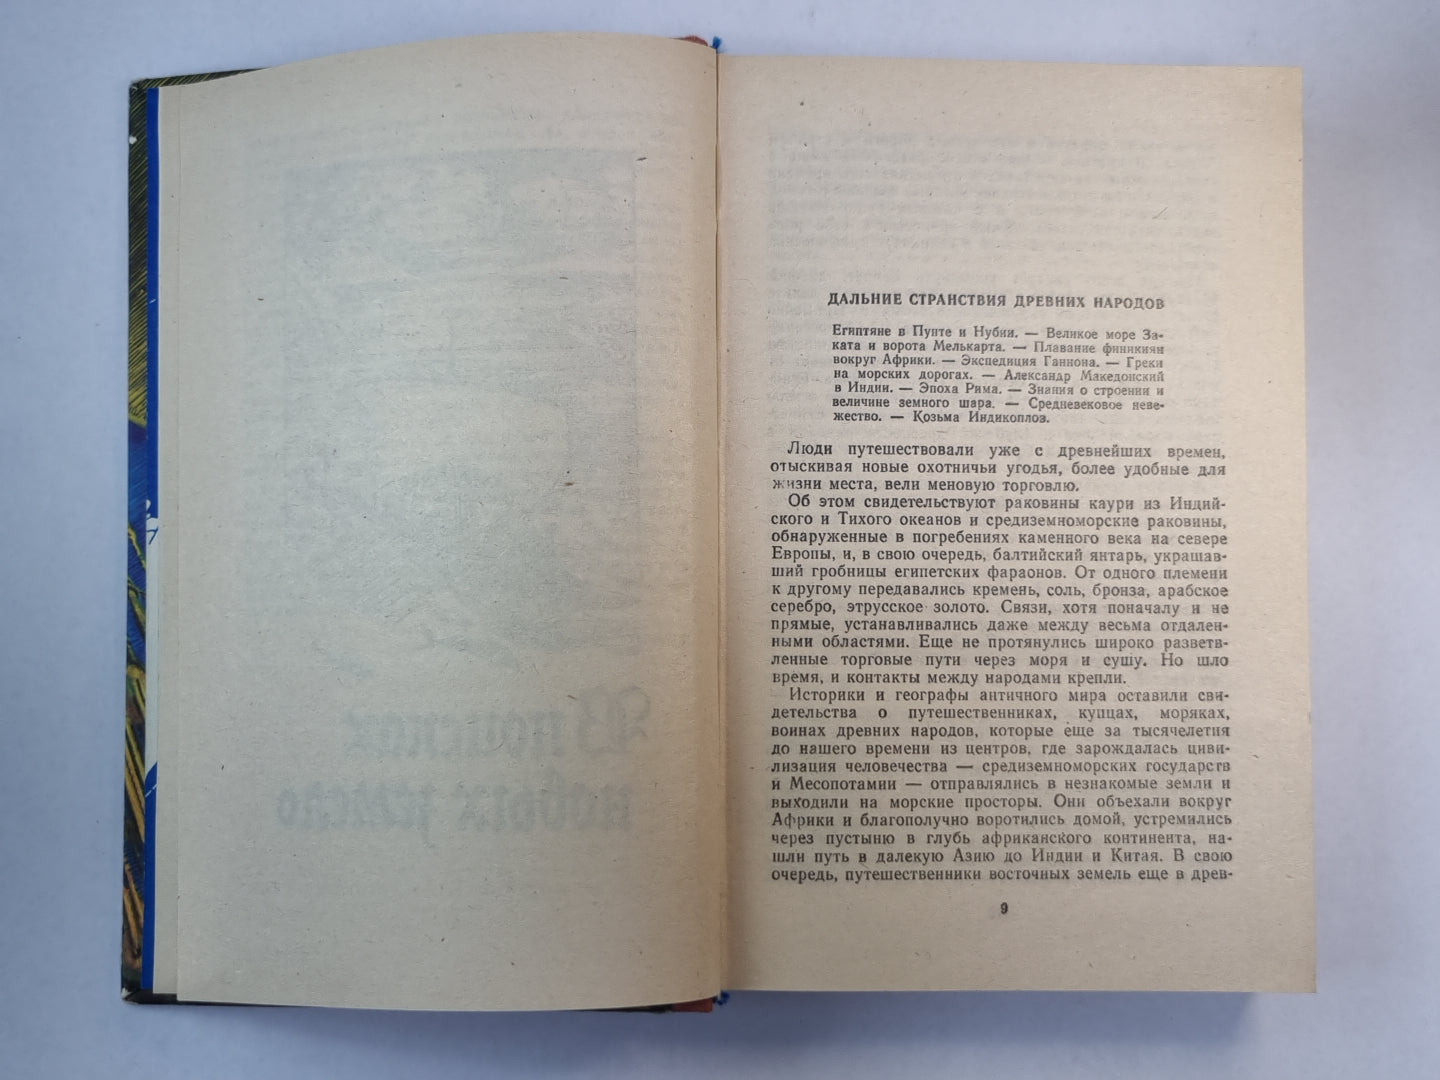 ДАЛЬНИЕ СТРАНСТВИЯ ДРЕВНИХ НАРОДОВ
Египтяне в Пунте и Нубии. — Великое море За-
ката и ворота Мелькарта. — Плавание финикиян
вокруг Африки. — Экспедиция Ганнона. — Греки
на морских дорогах. — Александр Македонский
в Индии. — Эпоха Рима. — Знания о строении и
величине земного шара. — Средневековое неве-
жество. — Козьма Индикоплов.
Люди путешествовали уже с древнейших времен,
отыскивая новые охотничьи угодья, более удобные для
жизни места, вели меновую торговлю.
Об этом свидетельствуют раковины каури из Индий-
ского и Тихого океанов и средиземноморские раковины,
обнаруженные в погребениях каменного века на севере
Европы, и, в свою очередь, балтийский янтарь, украшав-
ший гробницы египетских фараонов. От одного племени
к другому передавались кремень, соль, бронза, арабское
серебро, этрусское золото. Связи, хотя поначалу и не
прямые, устанавливались даже между весьма отдален-
ными областями. Еще не протянулись широко разветв-
ленные торговые пути через моря и сушу. Но шло
время, и контакты между народами крепли.
Историки и географы античного мира оставили сви-
детельства о путешественниках, купцах, моряках,
воинах древних народов, которые еще за тысячелетия
до нашего времени из центров, где зарождалась циви-
лизация человечества — средиземноморских государств
и Месопотамии — отправлялись в незнакомые земли и
выходили на морские просторы. Они объехали вокруг
Африки и благополучно воротились домой, устремились
через пустыню в глубь африканского континента, на-
шли путь в далекую Азию до Индии и Китая. В свою
очередь, путешественники восточных земель еще в древ-
9